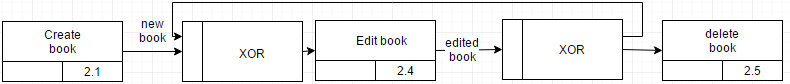 Create
book
2.1
new
book
XOR
Edit book
2.4
edited
book
XOR
delete
book
2.5